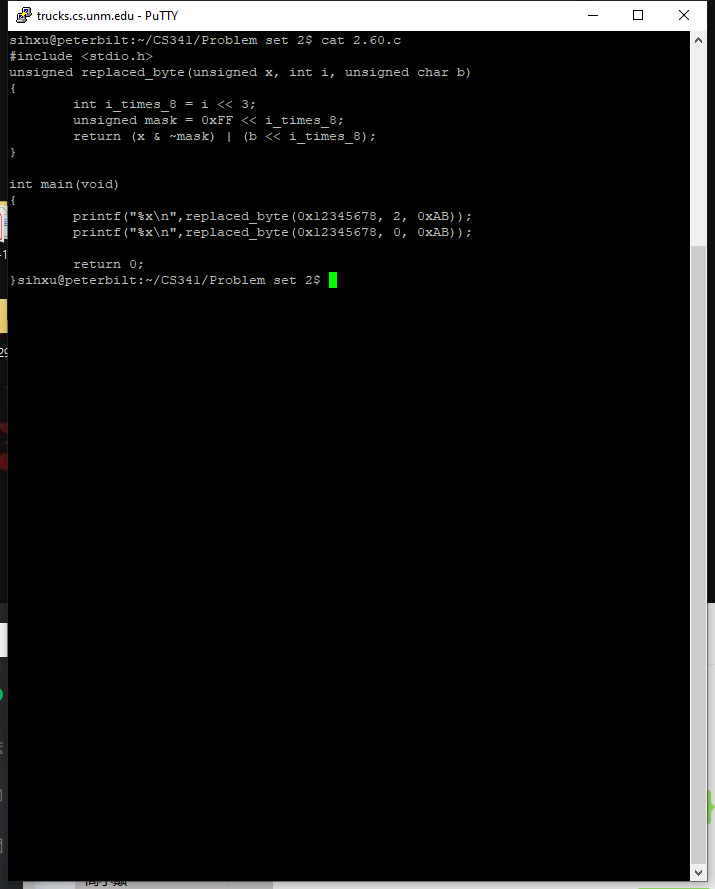 trucks.cs.unm.edu - PuTTY
sihxu@peterbilt:~/CS341/Problem set 2$ cat 2.60.c
#include <stdio.h>
unsigned replaced_byte(unsigned x, int i, unsigned char b)
{
        int i_times_8 = i << 3;
        unsigned mask = 0xFF << i_times_8;
        return (x & ~mask) | (b << i_times_8);
}

int main(void)
{
        printf("%x\n",replaced_byte(0x12345678, 2, 0xAB));
        printf("%x\n",replaced_byte(0x12345678, 0, 0xAB));

        return 0;
}sihxu@peterbilt:~/CS341/Problem set 2$